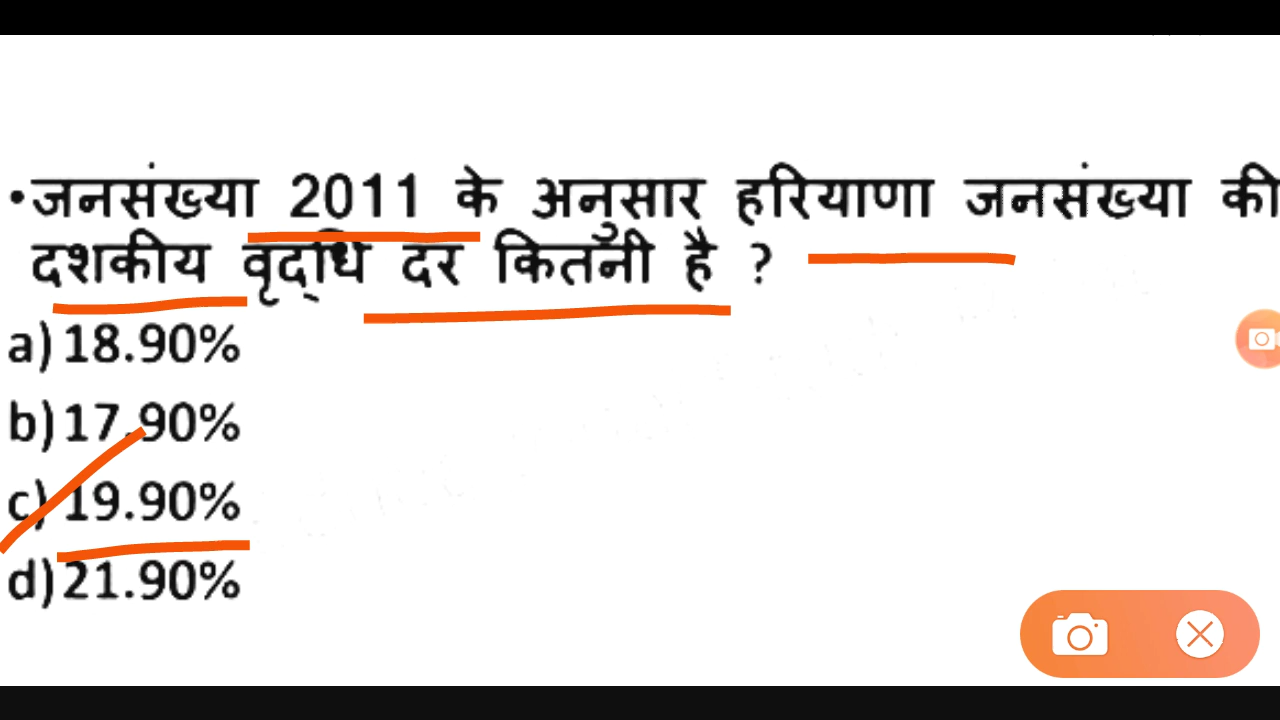 •जनसंख्या 2011 के अनुसार हरियाणा जनसंख्या की
दशकीय वृद्धि दर कितनी है ?
a) 18.90%
b) 17.90%
c) 19.90%
d) 21.90%